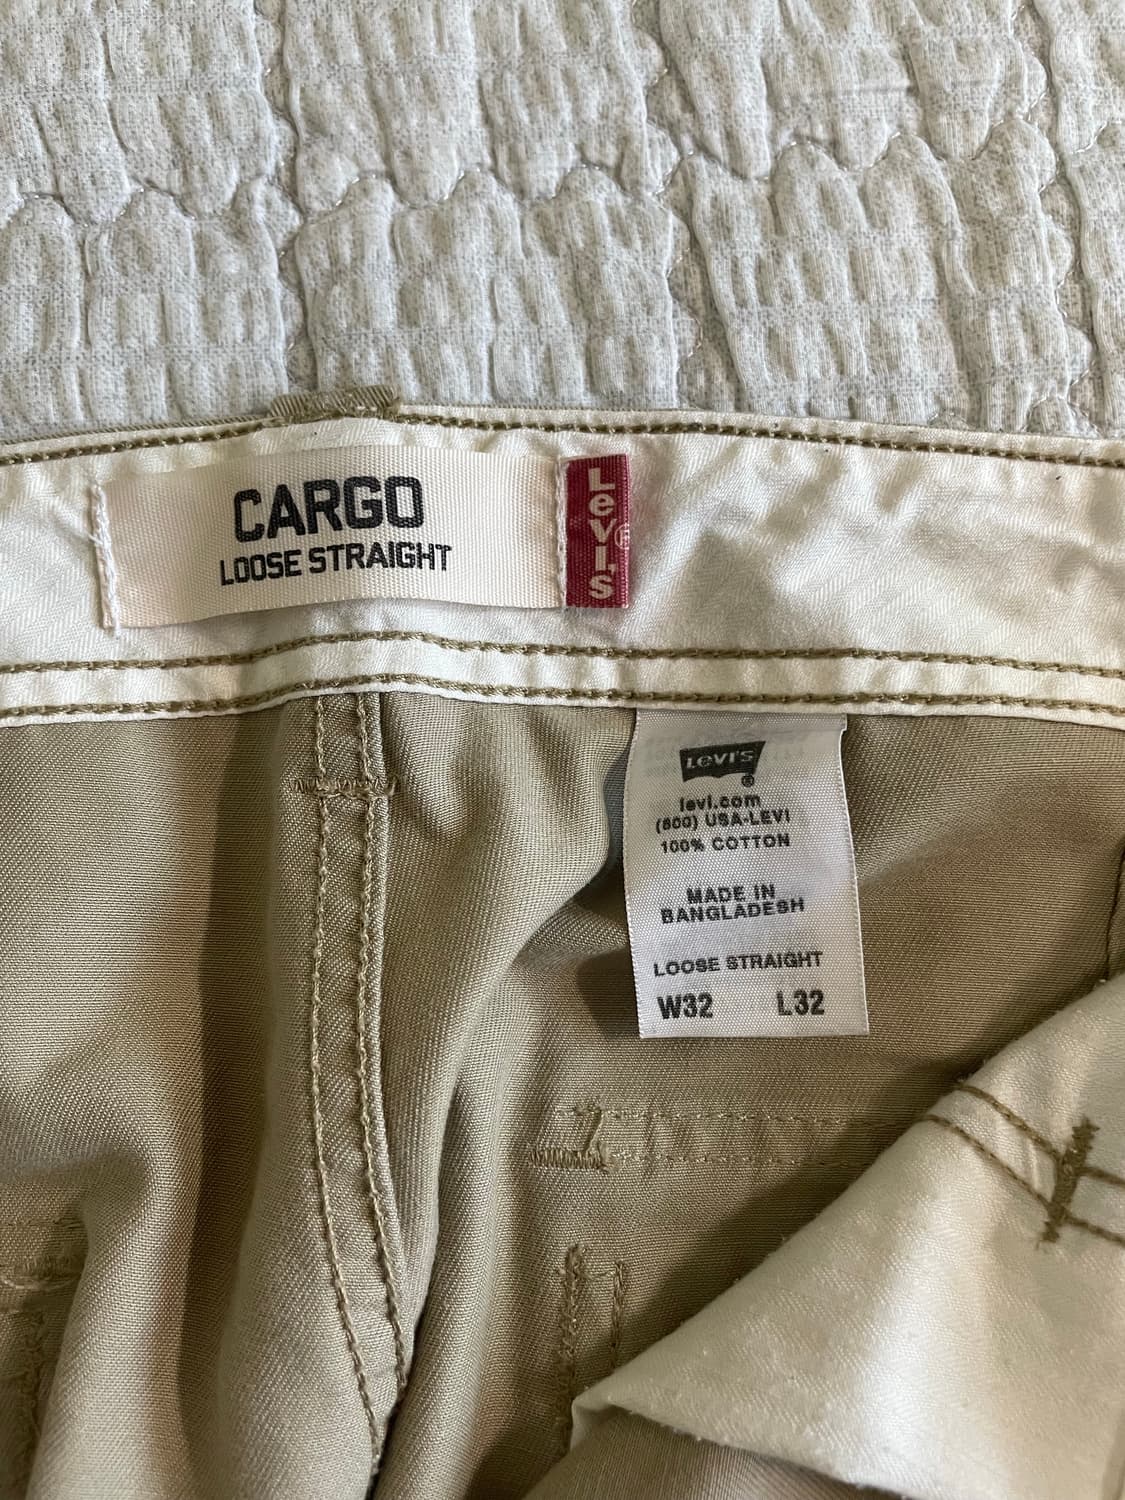 CARGO
LOOSE STRAIGHT
Levi's®
Levi's
®
levi.com
(800) USA-LEVI
100% COTTON
MADE IN
BANGLADESH
LOOSE STRAIGHT
W32 L32